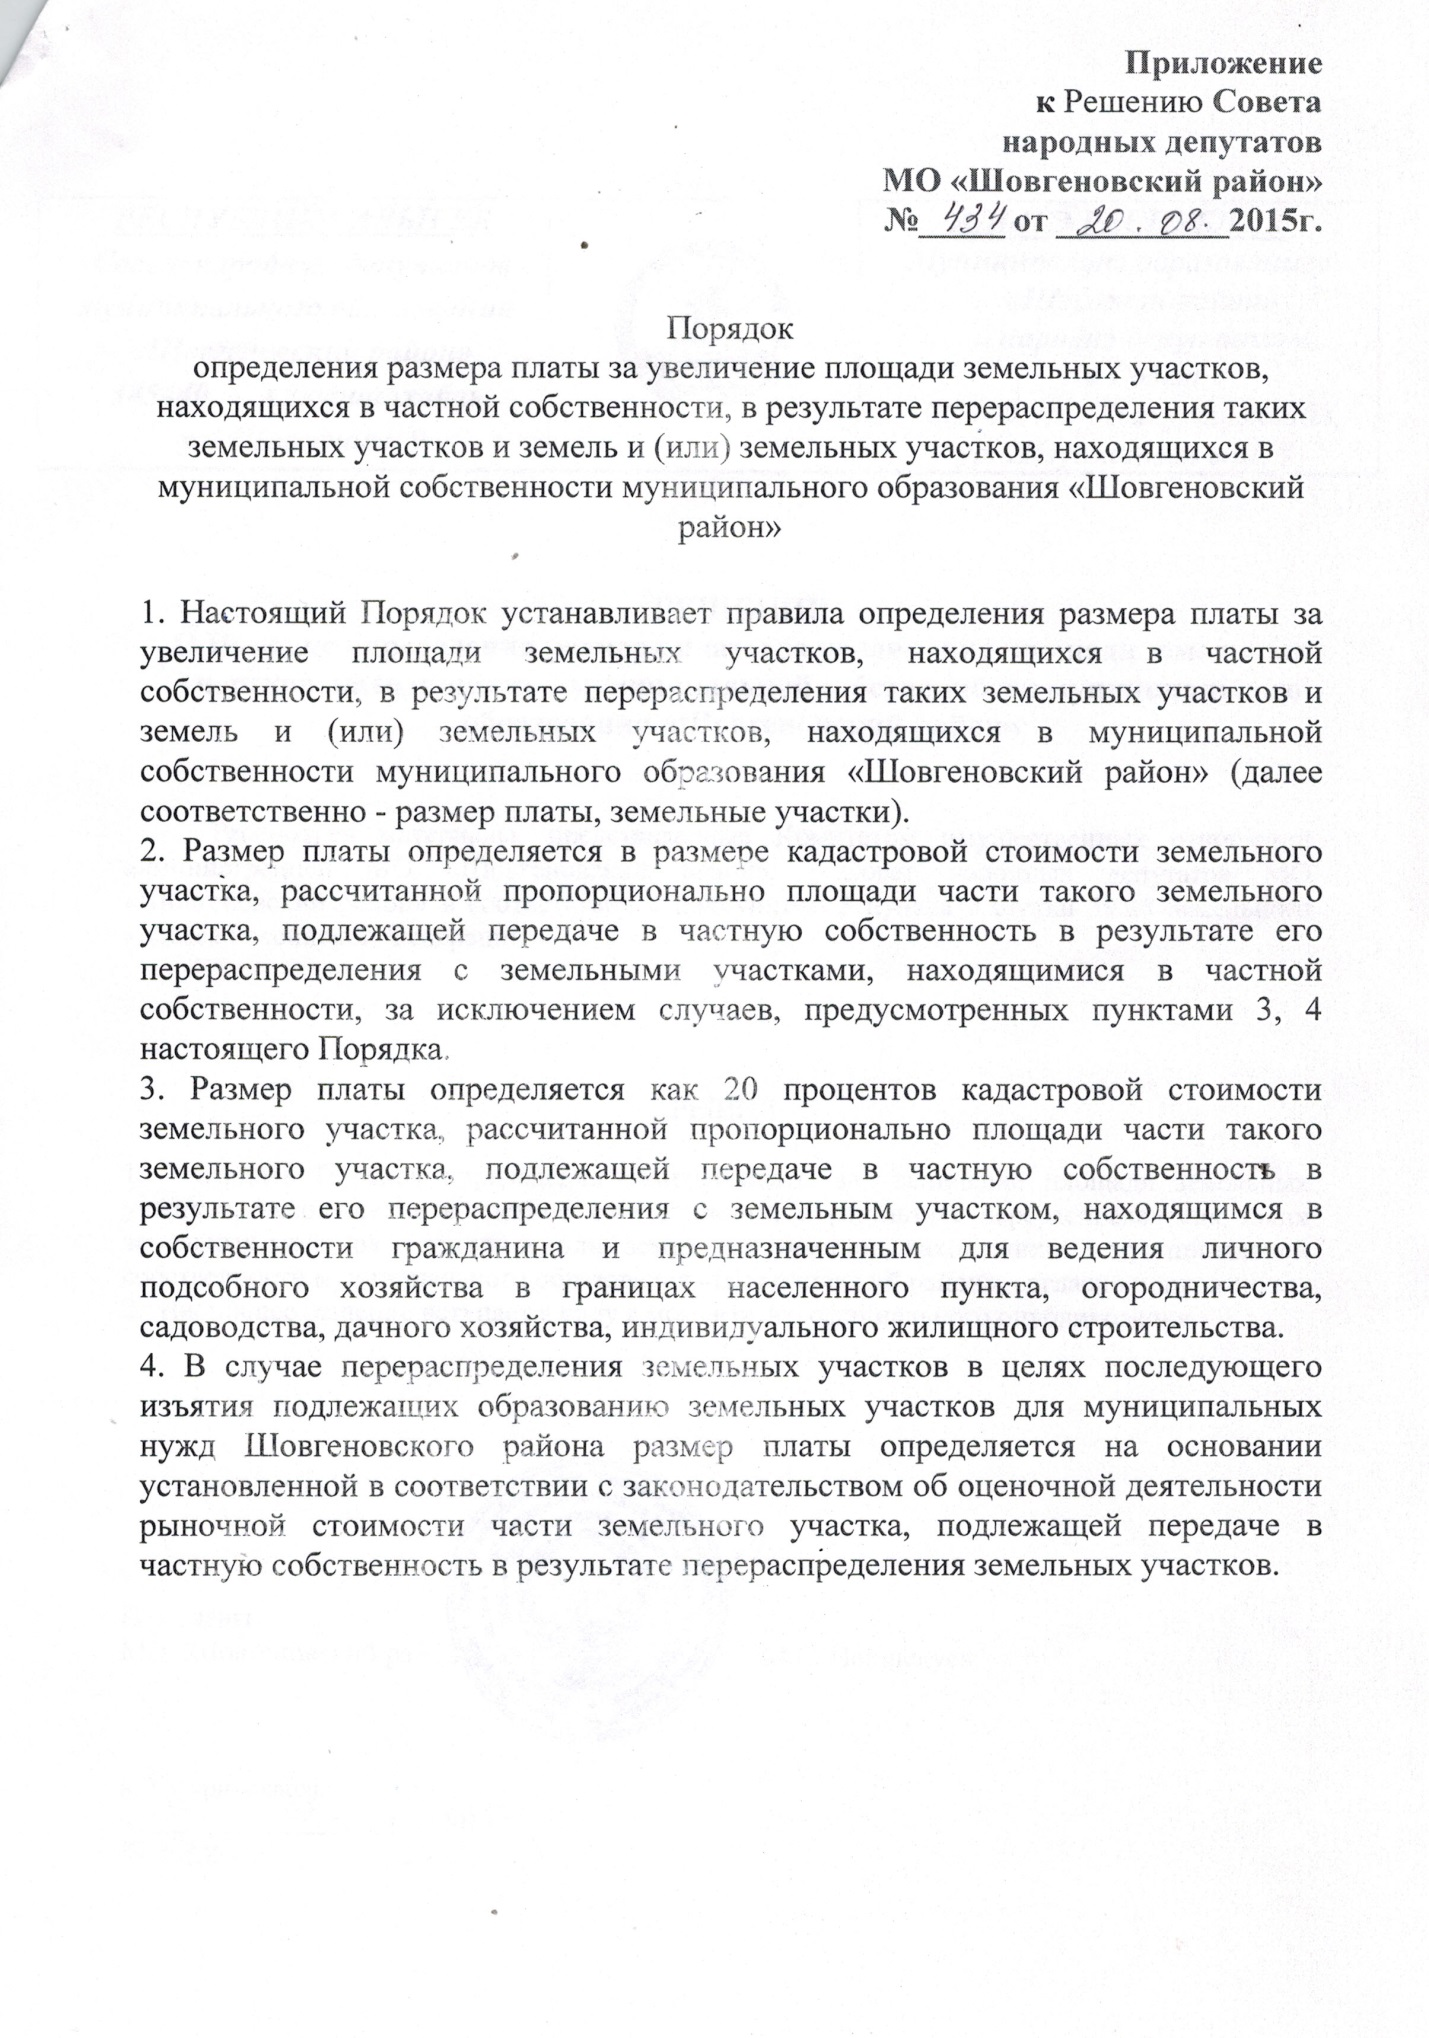 Приложение
к Решению Совета
народных депутатов
МО «Шовгеновский район»
№ 434 от 20.08. 2015г.
Порядок
определения размера платы за увеличение площади земельных участков,
находящихся в частной собственности, в результате перераспределения таких
земельных участков и земель и (или) земельных участков, находящихся в
муниципальной собственности муниципального образования «Шовгеновский
район»
1. Настоящий Порядок устанавливает правила определения размера платы за
увеличение площади земельных участков, находящихся в частной
собственности, в результате перераспределения таких земельных участков и
земель и (или) земельных участков, находящихся в муниципальной
собственности муниципального образования «Шовгеновский район» (далее
соответственно - размер платы, земельные участки).
2. Размер платы определяется в размере кадастровой стоимости земельного
участка, рассчитанной пропорционально площади части такого земельного
участка, подлежащей передаче в частную собственность в результате его
перераспределения с земельными участками, находящимися в частной
собственности, за исключением случаев, предусмотренных пунктами 3, 4
настоящего Порядка.
3. Размер платы определяется как 20 процентов кадастровой стоимости
земельного участка, рассчитанной пропорционально площади части такого
земельного участка, подлежащей передаче в частную собственность в
результате его перераспределения с земельным участком, находящимся в
собственности гражданина и предназначенным для ведения личного
подсобного хозяйства в границах населенного пункта, огородничества,
садоводства, дачного хозяйства, индивидуального жилищного строительства.
4. В случае перераспределения земельных участков в целях последующего
изъятия подлежащих образованию земельных участков для муниципальных
нужд Шовгеновского района размер платы определяется на основании
установленной в соответствии с законодательством об оценочной деятельности
рыночной стоимости части земельного участка, подлежащей передаче в
частную собственность в результате перераспределения земельных участков.